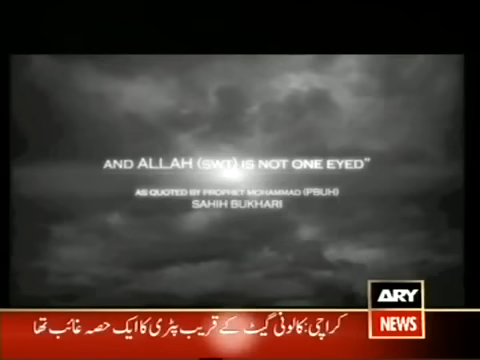 AND ALLAH (SWT) IS NOT ONE EYED"
AS QUOTED BY PROPHET MOHAMMAD (PBUH)
SAHIH BUKHARI
ARY
NEWS
کراچی: کالونی گیٹ کے قریب پٹری کا ایک حصہ غائب تھا